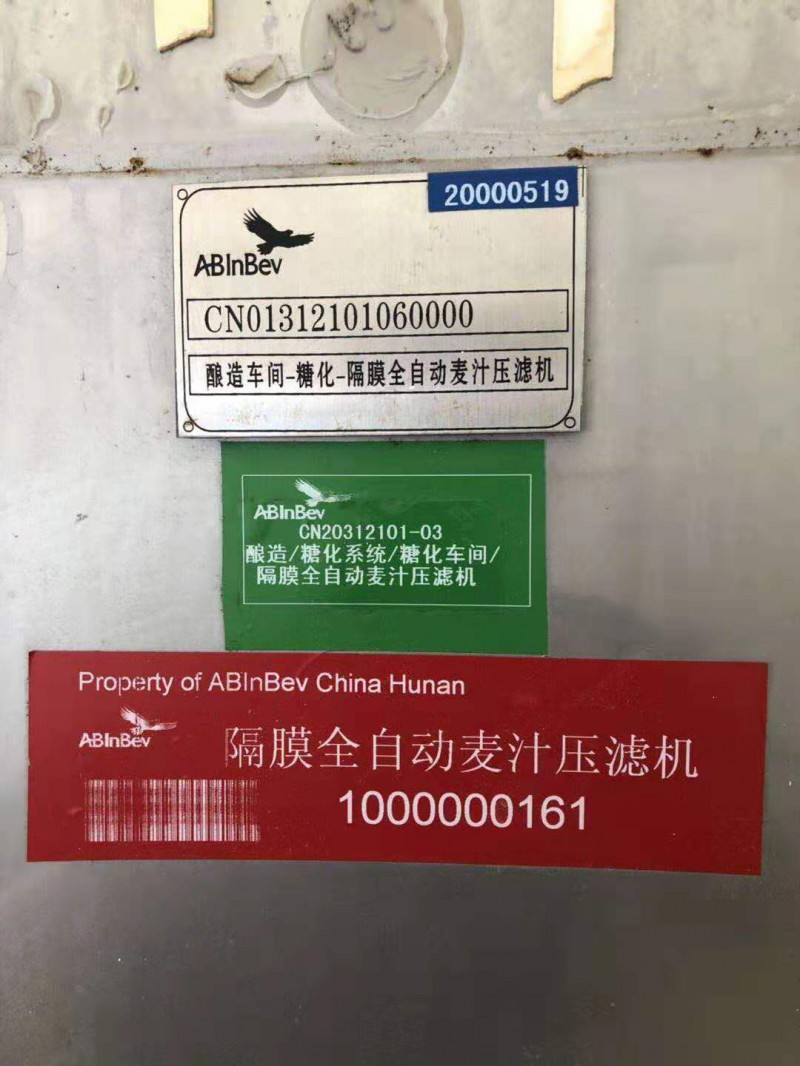 20000519
ABInBev
CN01312101060000
酿造车间-糖化-隔膜全自动麦汁压滤机
ABInBev
CN20312101-03
酿造/糖化系统/糖化车间/
隔膜全自动麦汁压滤机
Property of ABInBev China Hunan
ABInBev
隔膜全自动麦汁压滤机
1000000161